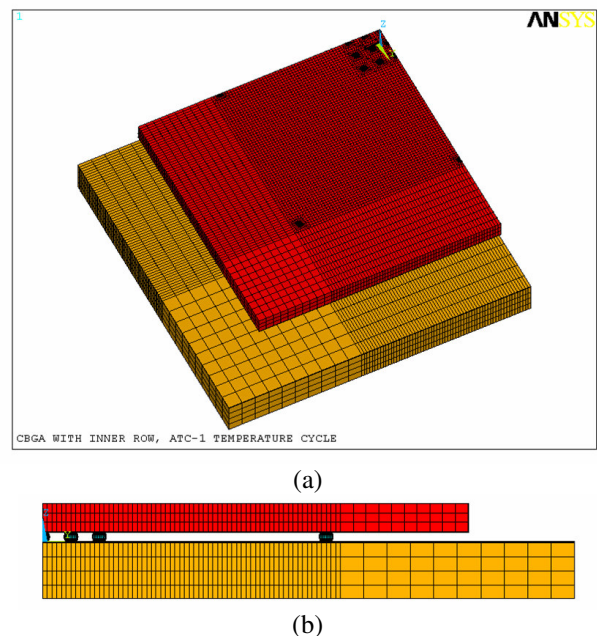 1
ANSYS
Z
CBGA WITH INNER ROW, ATC-1 TEMPERATURE CYCLE
(a)
(b)